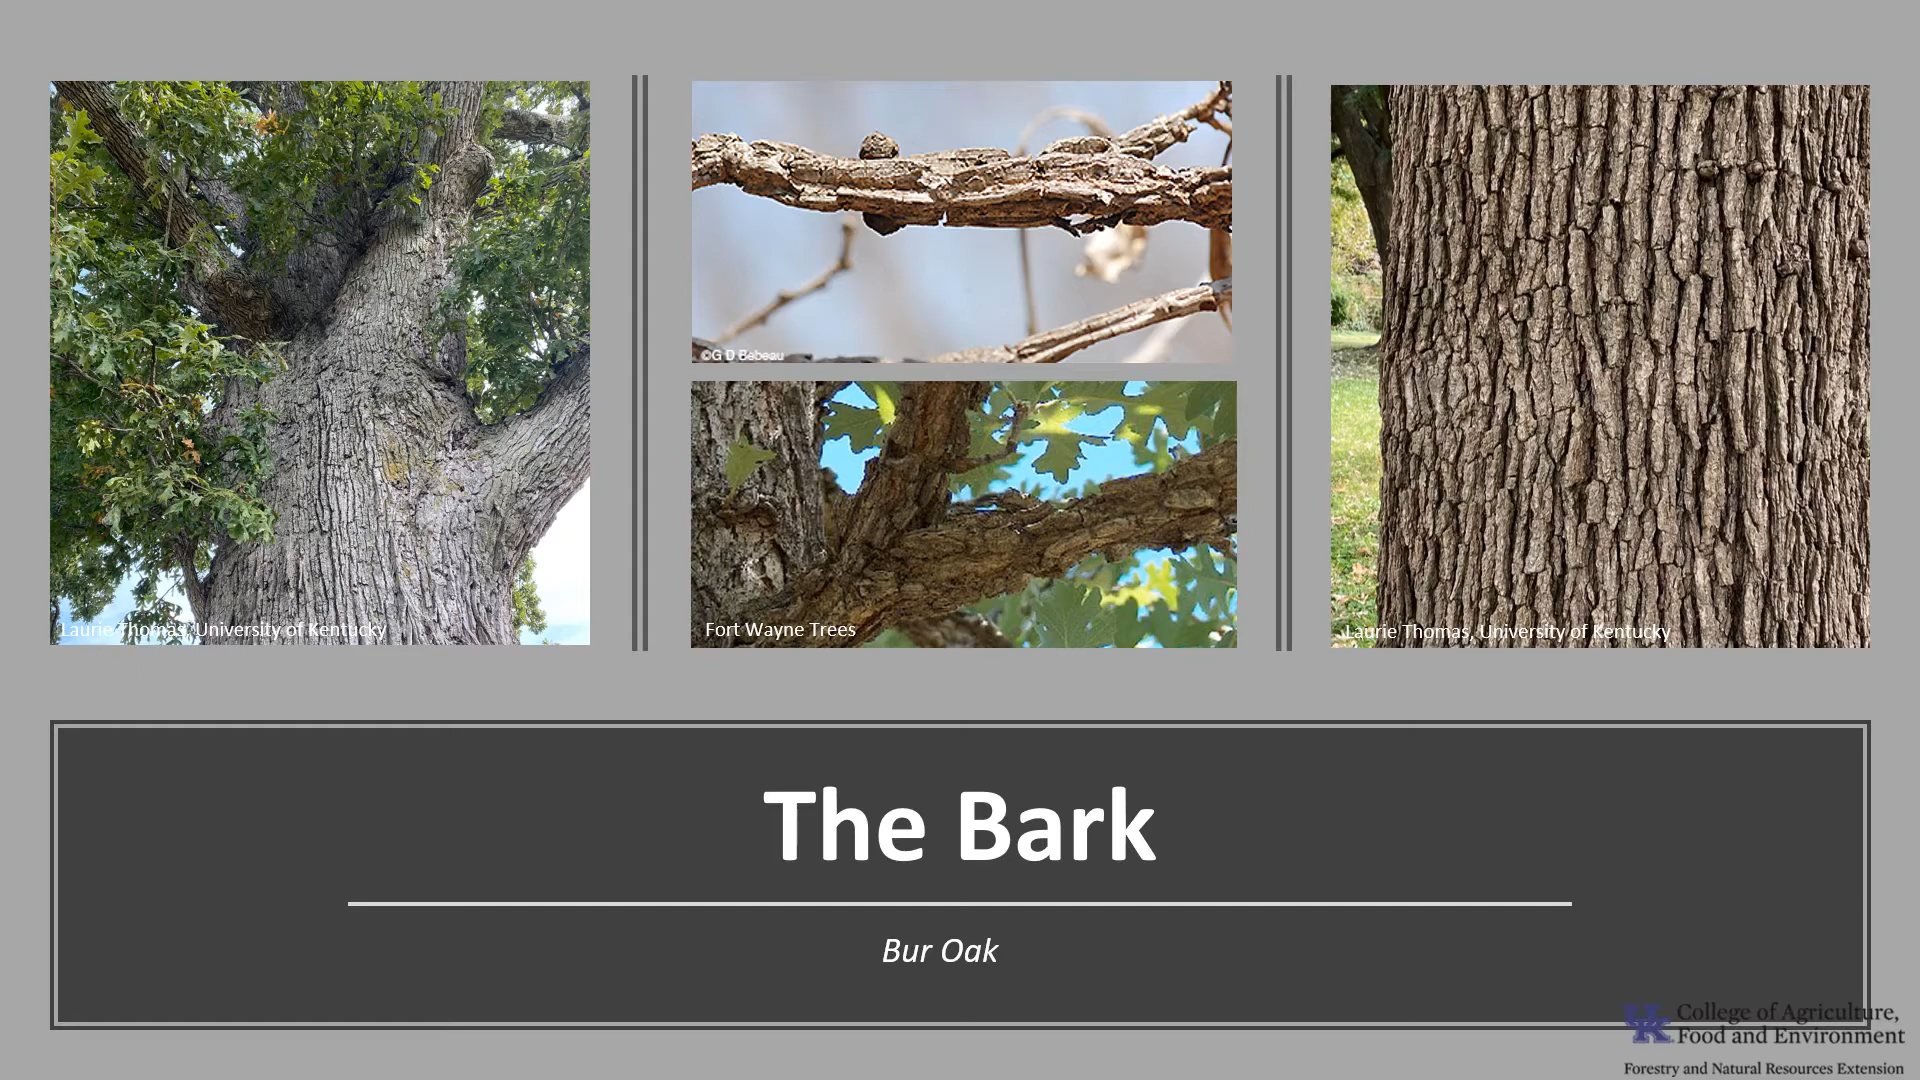 ©G D Bebeau
Laurie Thomas, University of Kentucky
Fort Wayne Trees
Laurie Thomas, University of Kentucky
The Bark
Bur Oak
UK College of Agriculture,
Food and Environment
Forestry and Natural Resources Extension